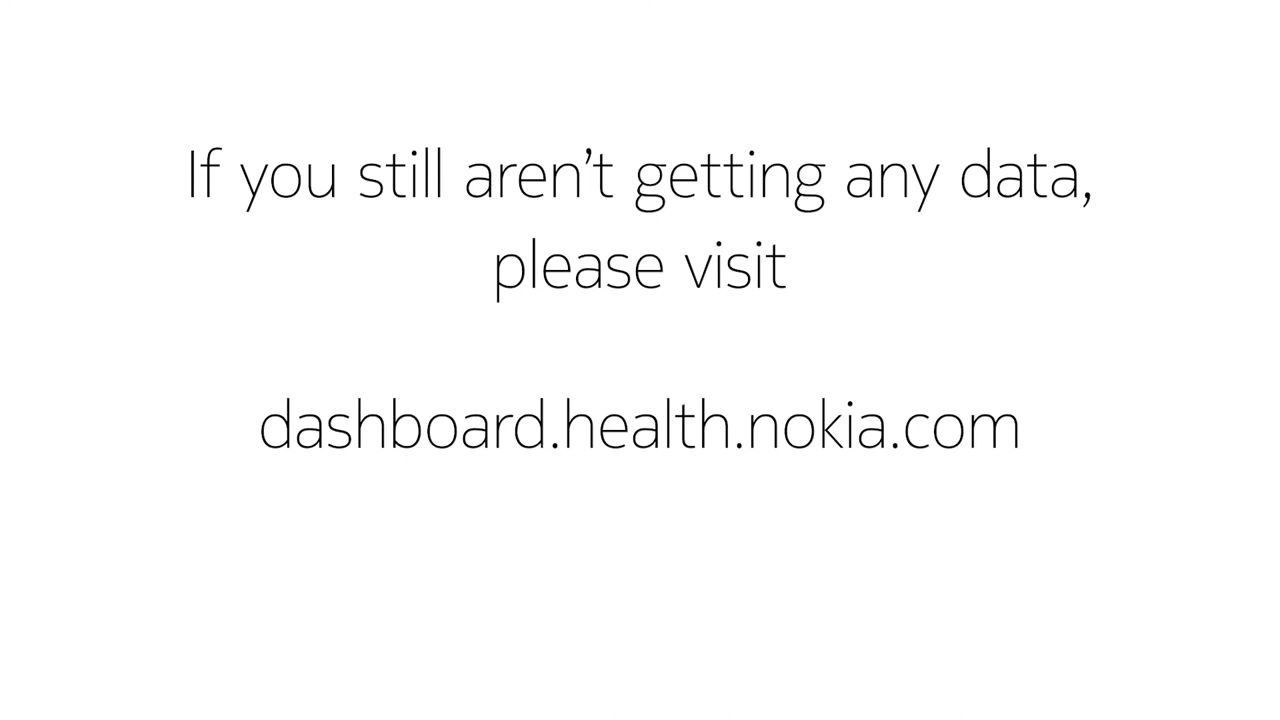 If you still aren’t getting any data,
please visit
dashboard.health.nokia.com